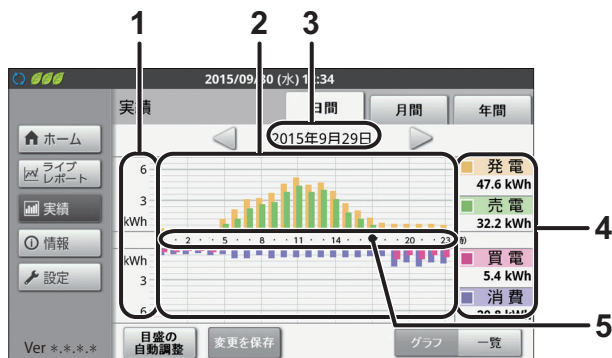 1 2 3
2015/09/30 (水) 1 :34
実績 日間 月間 年間
ホーム
2015年9月29日
ライブ
レポート
実績
情報
設定
Ver *.*.*.*
6
3
kWh
2 5 8 11 14 20 23
kWh
3
6
発電
47.6 kWh
売電
32.2 kWh
買電
5.4 kWh
消費
4
5
目盛の
自動調整
変更を保存
グラフ 一覧